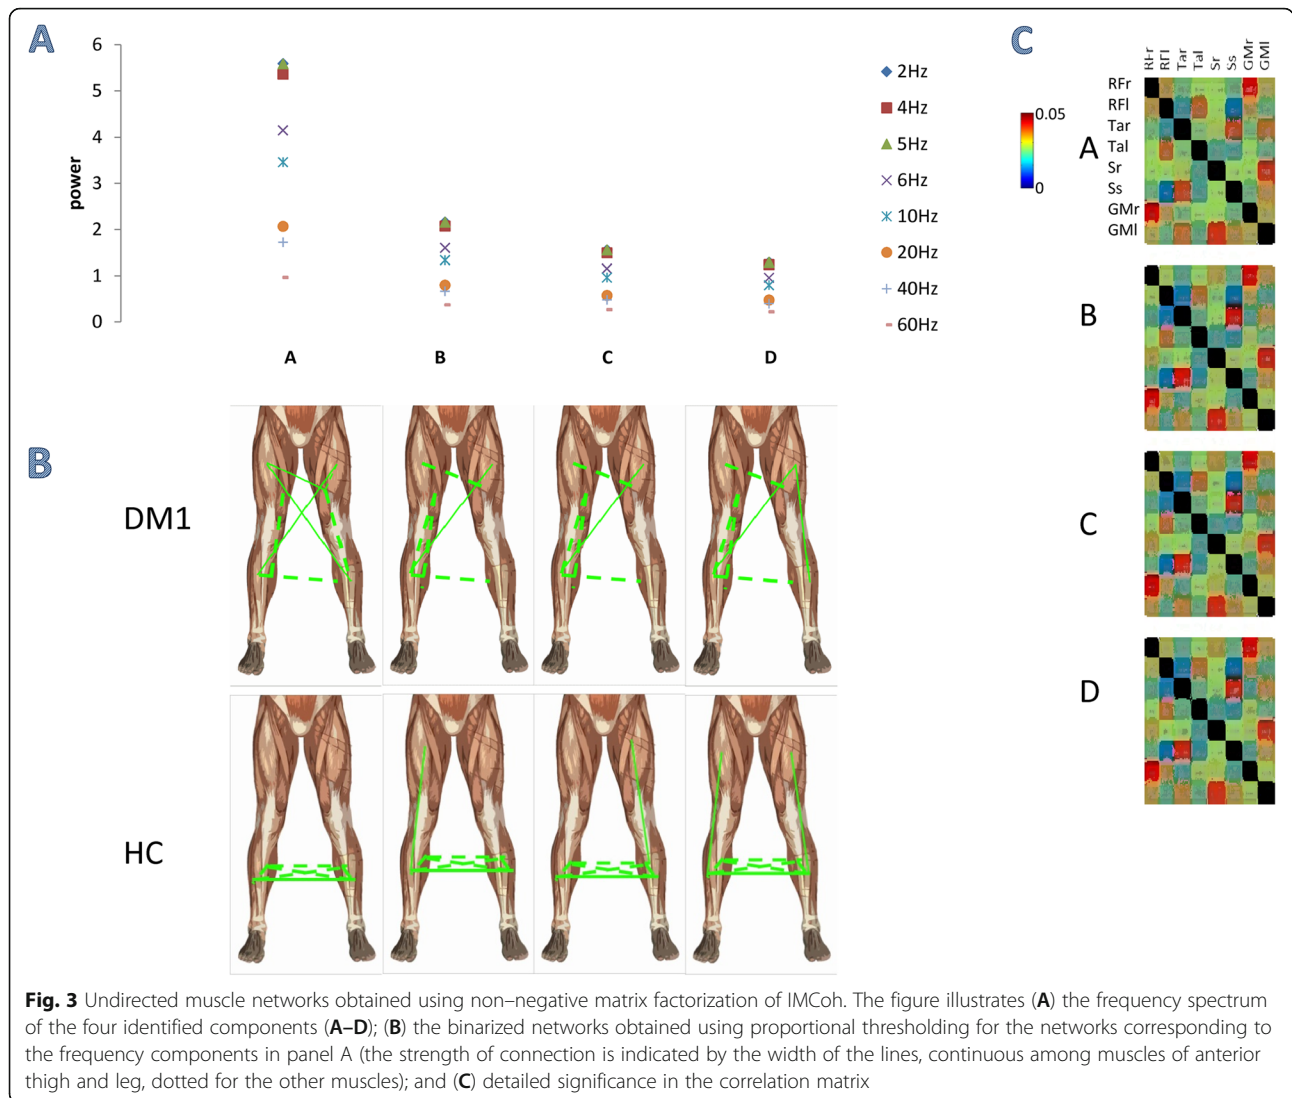 A
6
5
4
3
2
1
0
power
A
B
C
D
2Hz
4Hz
5Hz
6Hz
10Hz
20Hz
40Hz
60Hz
B
DM1
HC
C
RFr
RFl
Tar
Tal
Sr
Ss
GMr
GMl
0.05
0
RFr
RFl
Tar
Tal
Sr
Ss
GMr
GMl
A
B
C
D
Fig. 3 Undirected muscle networks obtained using non–negative matrix factorization of IMCoh. The figure illustrates (A) the frequency spectrum
of the four identified components (A–D); (B) the binarized networks obtained using proportional thresholding for the networks corresponding to
the frequency components in panel A (the strength of connection is indicated by the width of the lines, continuous among muscles of anterior
thigh and leg, dotted for the other muscles); and (C) detailed significance in the correlation matrix